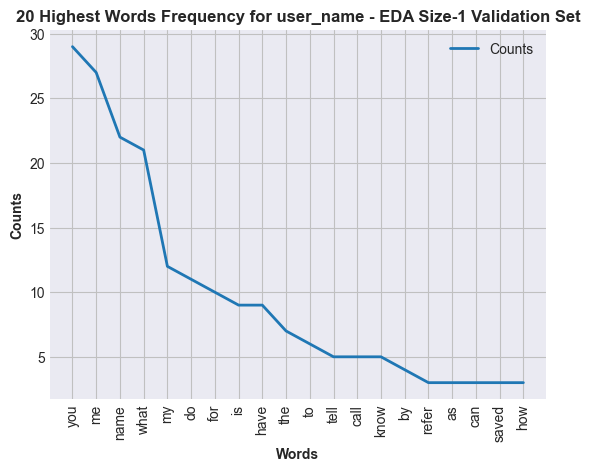 20 Highest Words Frequency for user_name - EDA Size-1 Validation Set
Counts
30
25
20
15
10
5
Counts
you
me
name
what
my
do
for
is
have
the
to
tell
call
know
by
refer
as
can
saved
how
Words